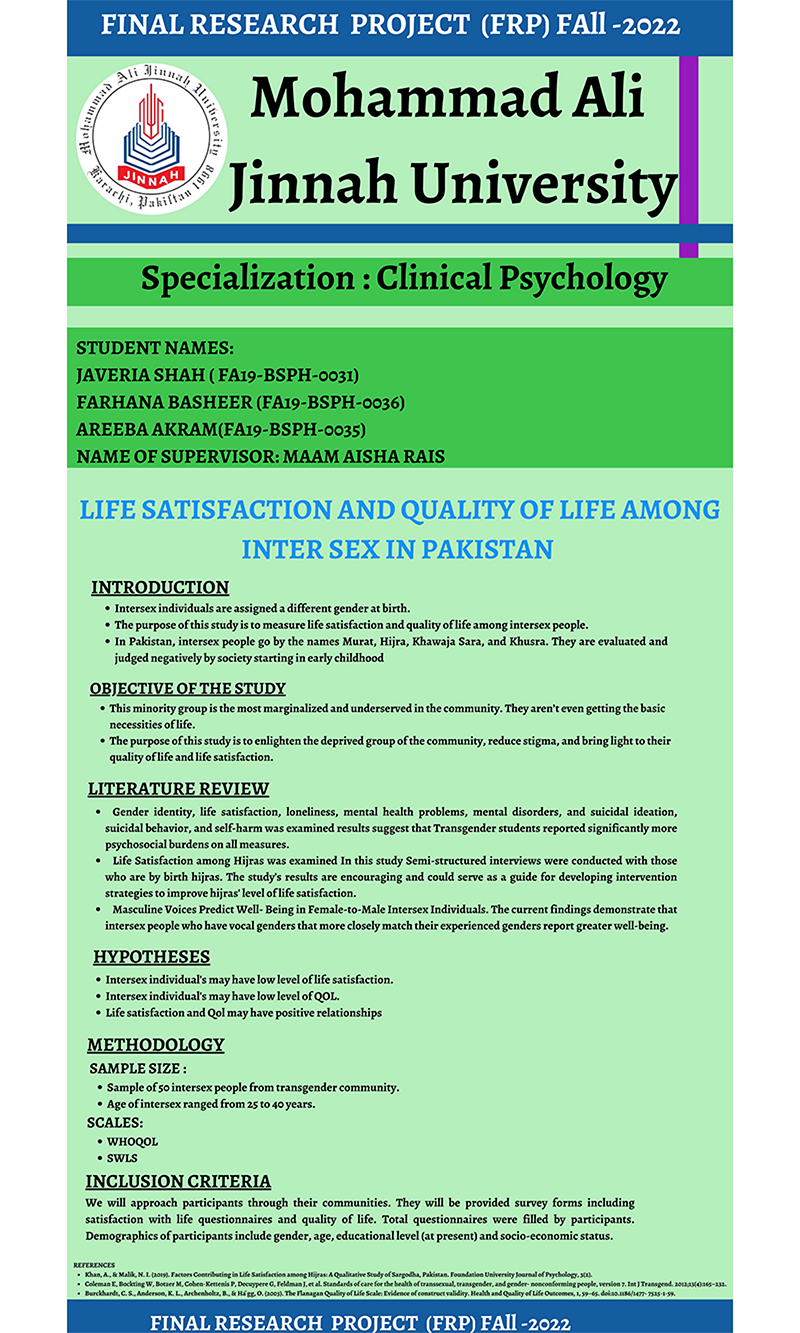 FINAL RESEARCH PROJECT (FRP) FAll -2022
Mohammad Ali Jinnah University
Karachi, Pakistan 1998
JINNAH
Mohammad Ali
Jinnah University
Specialization : Clinical Psychology
STUDENT NAMES:
JAVERIA SHAH ( FA19-BSPH-0031)
FARHANA BASHEER (FA19-BSPH-0036)
AREEBA AKRAM(FA19-BSPH-0035)
NAME OF SUPERVISOR: MAAM AISHA RAIS
LIFE SATISFACTION AND QUALITY OF LIFE AMONG
INTER SEX IN PAKISTAN
INTRODUCTION
• Intersex individuals are assigned a different gender at birth.
• The purpose of this study is to measure life satisfaction and quality of life among intersex people.
• In Pakistan, intersex people go by the names Murat, Hijra, Khawaja Sara, and Khusra. They are evaluated and
judged negatively by society starting in early childhood
OBJECTIVE OF THE STUDY
• This minority group is the most marginalized and underserved in the community. They aren't even getting the basic
necessities of life.
• The purpose of this study is to enlighten the deprived group of the community, reduce stigma, and bring light to their
quality of life and life satisfaction.
LITERATURE REVIEW
• Gender identity, life satisfaction, loneliness, mental health problems, mental disorders, and suicidal ideation,
suicidal behavior, and self-harm was examined results suggest that Transgender students reported significantly more
psychosocial burdens on all measures.
• Life Satisfaction among Hijras was examined In this study Semi-structured interviews were conducted with those
who are by birth hijras. The study's results are encouraging and could serve as a guide for developing intervention
strategies to improve hijras' level of life satisfaction.
• Masculine Voices Predict Well- Being in Female-to-Male Intersex Individuals. The current findings demonstrate that
intersex people who have vocal genders that more closely match their experienced genders report greater well-being.
HYPOTHESES
• Intersex individual's may have low level of life satisfaction.
• Intersex individual's may have low level of QOL.
• Life satisfaction and Qol may have positive relationships
METHODOLOGY
SAMPLE SIZE :
• Sample of 50 intersex people from transgender community.
• Age of intersex ranged from 25 to 40 years.
SCALES:
• WHOQOL
• SWLS
INCLUSION CRITERIA
We will approach participants through their communities. They will be provided survey forms including
satisfaction with life questionnaires and quality of life. Total questionnaires were filled by participants.
Demographics of participants include gender, age, educational level (at present) and socio-economic status.
REFERENCES
• Khan, A., & Malik, N. I. (2019). Factors Contributing in Life Satisfaction among Hijras: A Qualitative Study of Sargodha, Pakistan. Foundation University Journal of Psychology, 3(2).
• Coleman E, Bockting W, Botzer M, Cohen-Kettenis P, Decuypere G, Feldman J, et al. Standards of care for the health of transsexual, transgender, and gender- nonconforming people, version 7. Int J Transgend. 2012;13(4):165–232.
• Burckhardt, C. S., Anderson, K. L., Archenholtz, B., & Ha¨gg, O. (2003). The Flanagan Quality of Life Scale: Evidence of construct validity. Health and Quality of Life Outcomes, 1, 59–65. doi:10.1186/1477- 7525-1-59.
FINAL RESEARCH PROJECT (FRP) FAll -2022